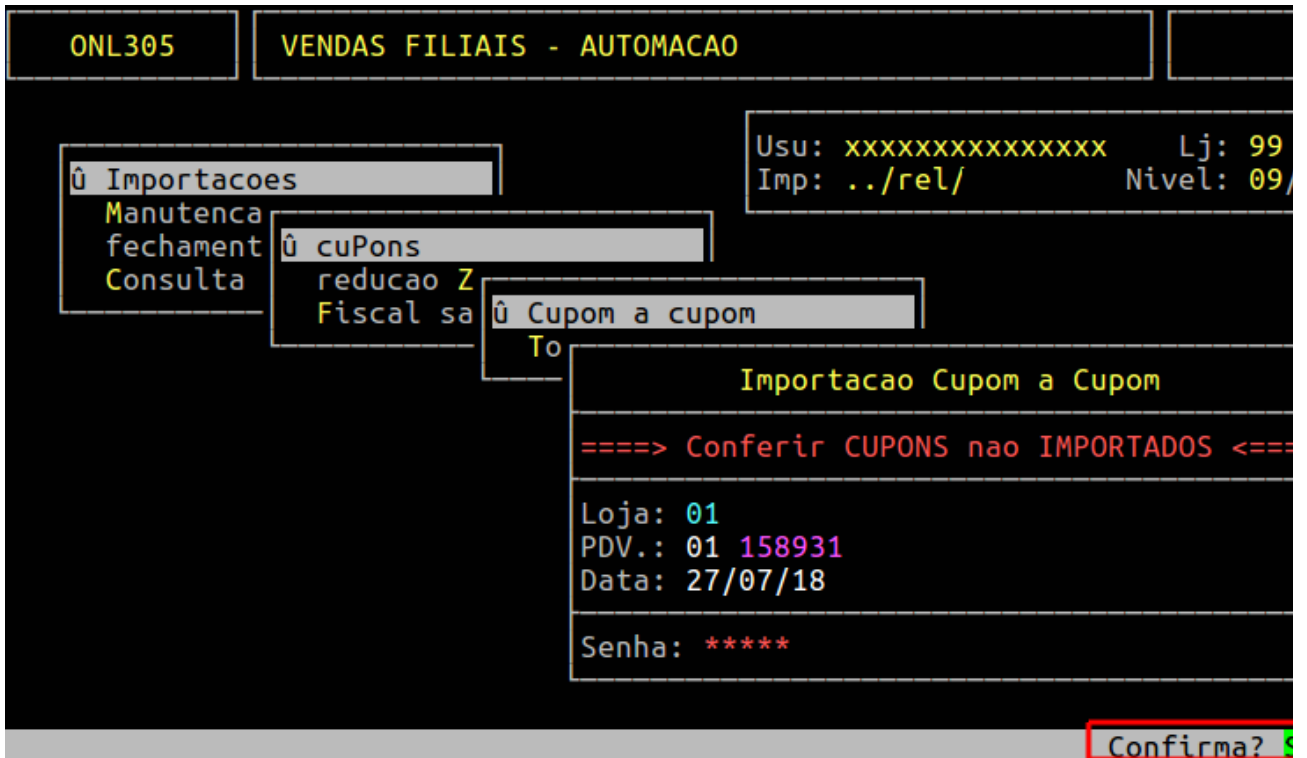 ONL305 VENDAS FILIAIS - AUTOMACAO
Usu: xxxxxxxxxxxxxxx Lj: 99
Imp: ../rel/ Nivel: 09/
û Importacoes
Manutenca
fechament
Consulta
û cuPons
reducao Z
Fiscal sa
û Cupom a cupom
To
Importacao Cupom a Cupom
====> Conferir CUPONS nao IMPORTADOS <===
Loja: 01
PDV.: 01 158931
Data: 27/07/18
Senha: *****
Confirma? S